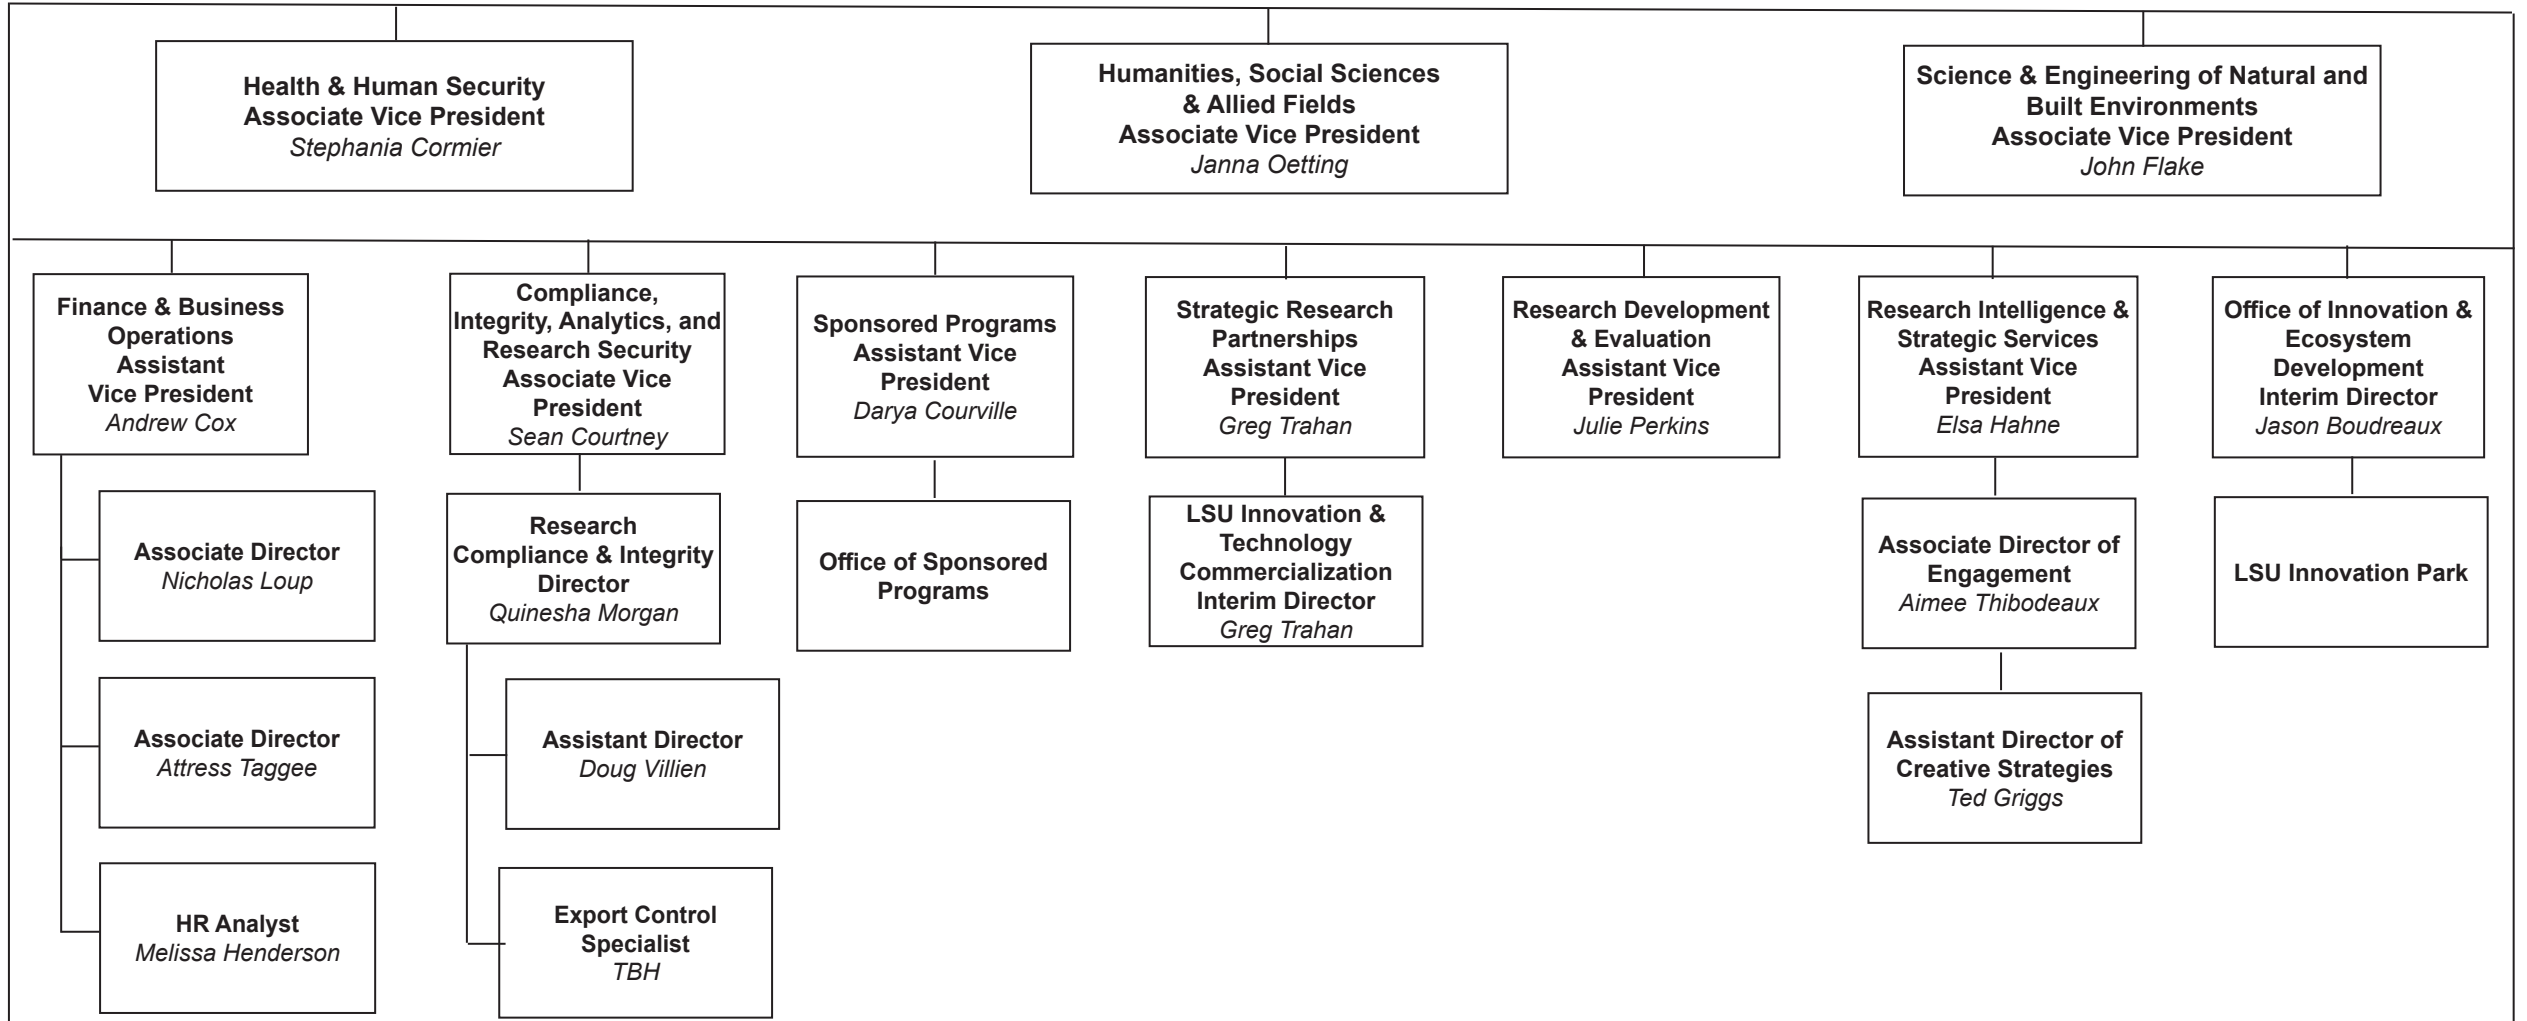 Health & Human Security
Associate Vice President
Stephania Cormier
Humanities, Social Sciences
& Allied Fields
Associate Vice President
Janna Oetting
Science & Engineering of Natural and
Built Environments
Associate Vice President
John Flake
Finance & Business
Operations
Assistant
Vice President
Andrew Cox
Compliance,
Integrity, Analytics, and
Research Security
Associate Vice
President
Sean Courtney
Sponsored Programs
Assistant Vice
President
Darya Courville
Strategic Research
Partnerships
Assistant Vice
President
Greg Trahan
Research Development
& Evaluation
Assistant Vice
President
Julie Perkins
Research Intelligence &
Strategic Services
Assistant Vice
President
Elsa Hahne
Office of Innovation &
Ecosystem
Development
Interim Director
Jason Boudreaux
Associate Director
Nicholas Loup
Research
Compliance & Integrity
Director
Quinesha Morgan
Office of Sponsored
Programs
LSU Innovation &
Technology
Commercialization
Interim Director
Greg Trahan
Associate Director of
Engagement
Aimee Thibodeaux
LSU Innovation Park
Associate Director
Attress Taggee
Assistant Director
Doug Villien
Assistant Director of
Creative Strategies
Ted Griggs
HR Analyst
Melissa Henderson
Export Control
Specialist
TBH